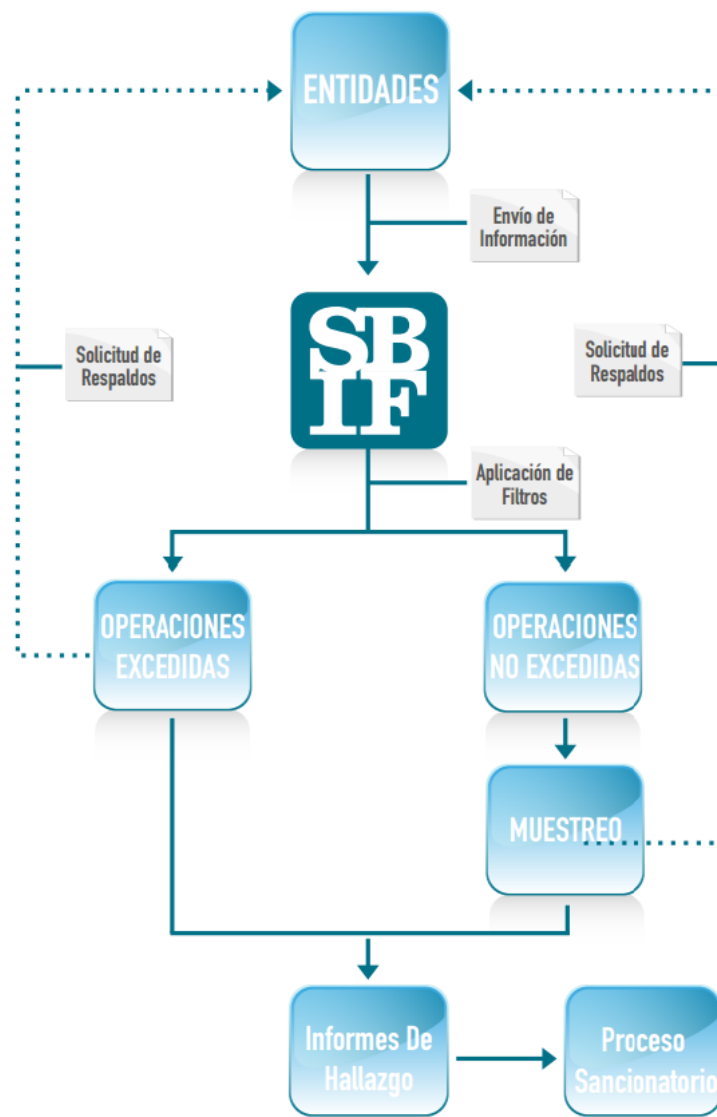 ENTIDADES
Envío de
Información
SB
IF
Solicitud de
Respaldos
Solicitud de
Respaldos
Aplicación de
Filtros
OPERACIONES
EXCEDIDAS
OPERACIONES
NO EXCEDIDAS
MUESTREO
Informes De
Hallazgo
Proceso
Sancionatorio